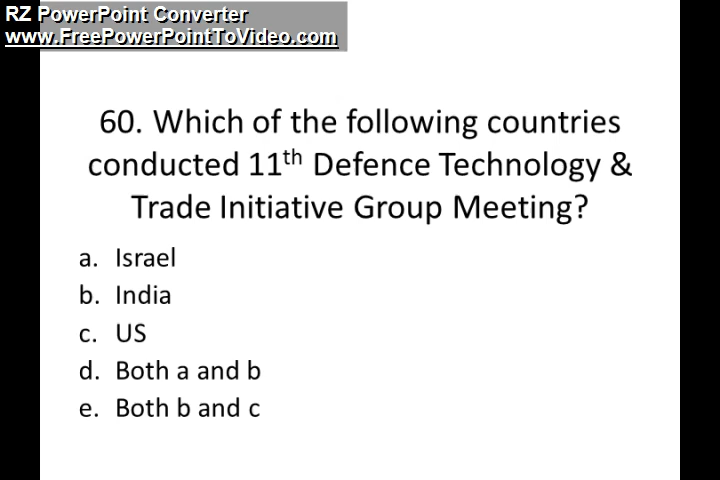 RZ PowerPoint Converter
www.FreePowerPointToVideo.com
60. Which of the following countries
conducted 11th Defence Technology &
Trade Initiative Group Meeting?
a. Israel
b. India
c. US
d. Both a and b
e. Both b and c